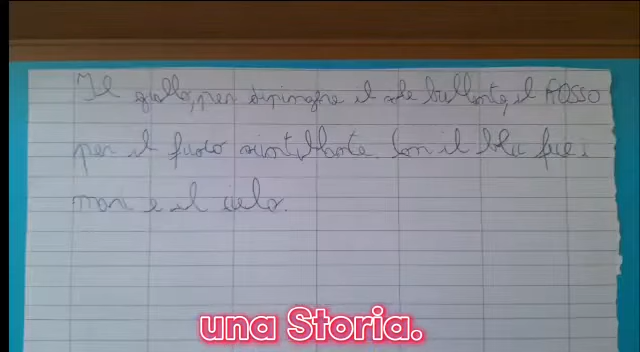 Il giallo, per dipingere il sole brillante, il ROSSO
per il fuoco scintillante. Con il blu fece i
mari e il cielo.
una Storia.